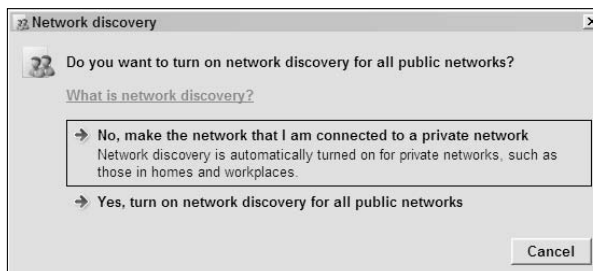 Network discovery
Do you want to turn on network discovery for all public networks?
What is network discovery?
No, make the network that I am connected to a private network
Network discovery is automatically turned on for private networks, such as
those in homes and workplaces.
Yes, turn on network discovery for all public networks
Cancel